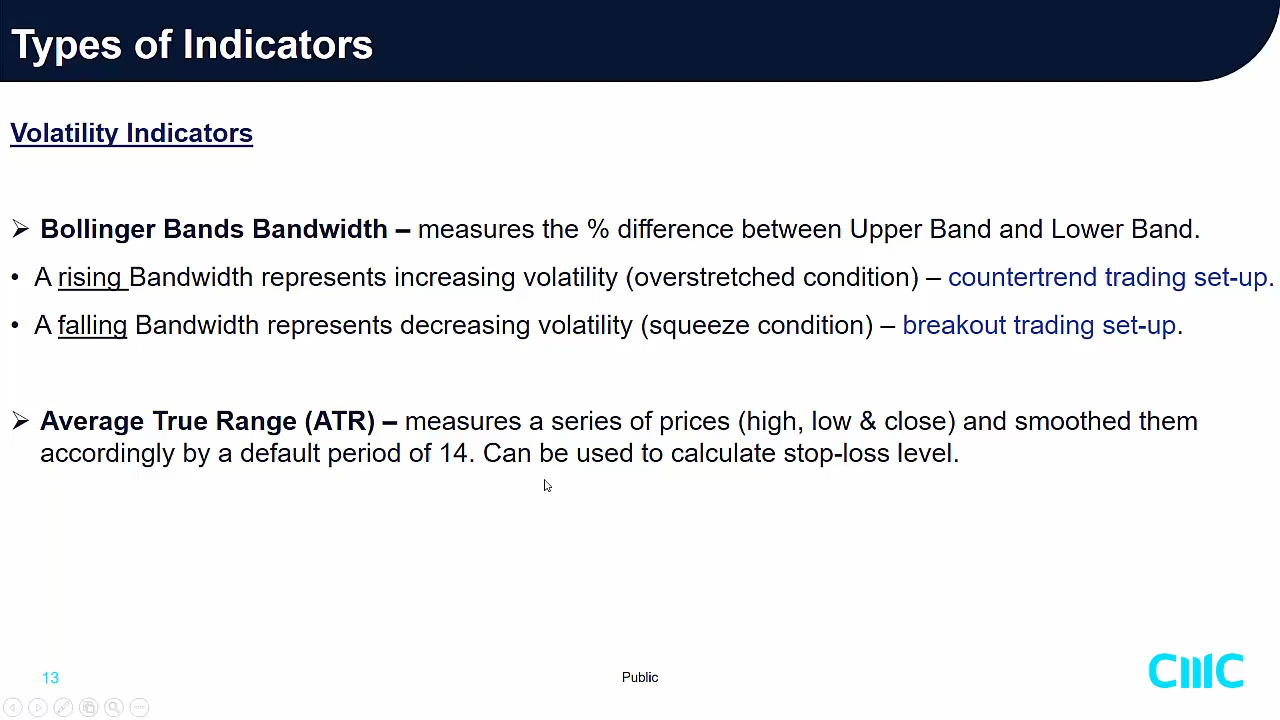 Types of Indicators
Volatility Indicators
➢ Bollinger Bands Bandwidth – measures the % difference between Upper Band and Lower Band.
• A rising Bandwidth represents increasing volatility (overstretched condition) – countertrend trading set-up.
• A falling Bandwidth represents decreasing volatility (squeeze condition) – breakout trading set-up.
➢ Average True Range (ATR) – measures a series of prices (high, low & close) and smoothed them
accordingly by a default period of 14. Can be used to calculate stop-loss level.
13
Public
CMC